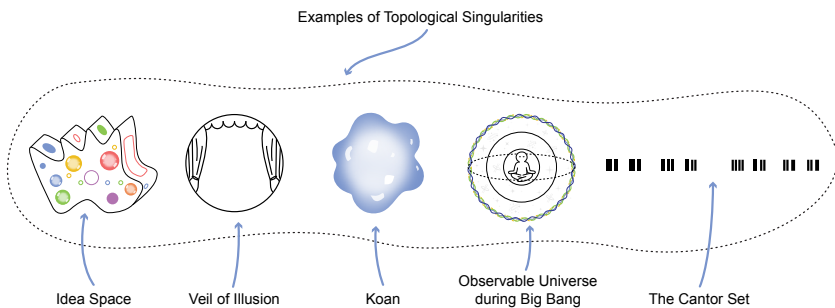 Examples of Topological Singularities
Idea Space
Veil of Illusion
Koan
Observable Universe
during Big Bang
The Cantor Set